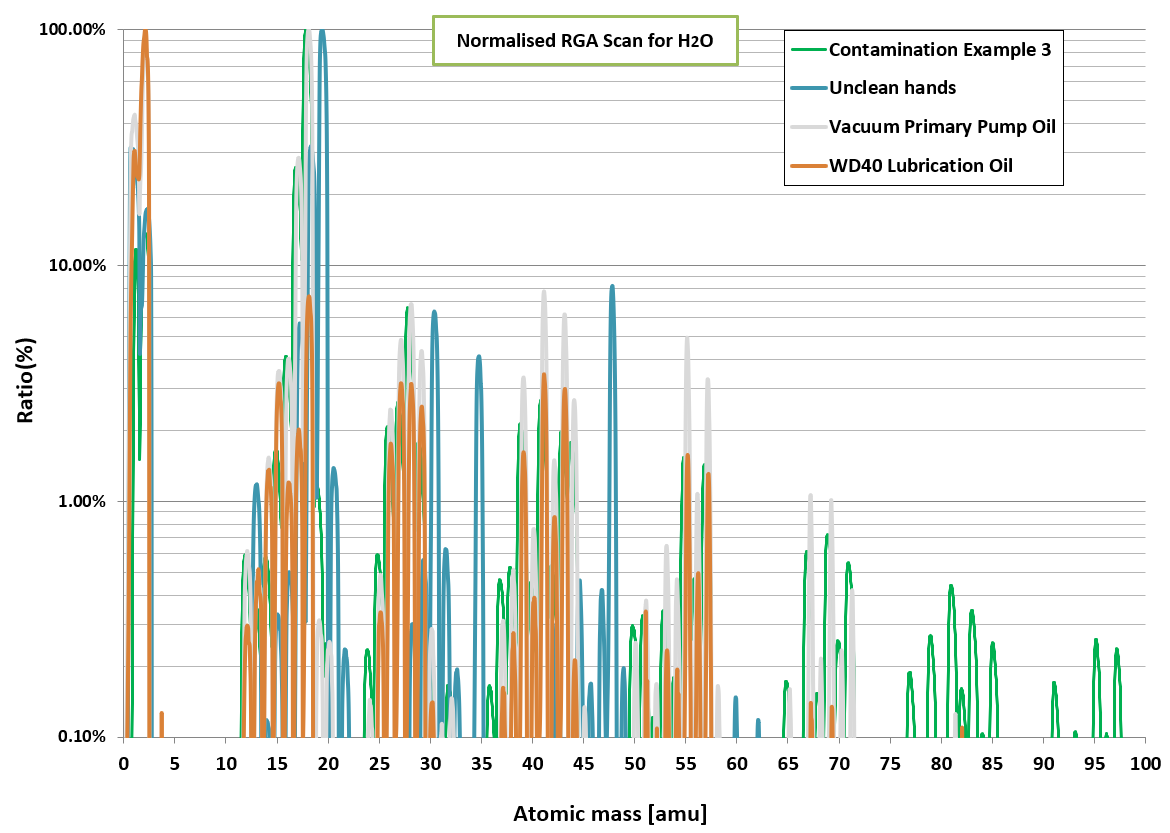 Normalised RGA Scan for H2O
Contamination Example 3
Unclean hands
Vacuum Primary Pump Oil
WD40 Lubrication Oil
Ratio(%)
100.00%
10.00%
1.00%
0.10%
0 5 10 15 20 25 30 35 40 45 50 55 60 65 70 75 80 85 90 95 100
Atomic mass [amu]